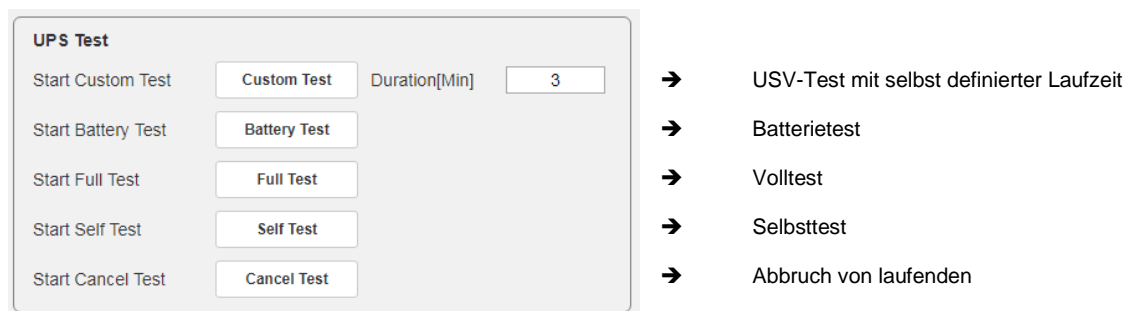 UPS Test
Start Custom Test Custom Test Duration[Min] 3 ➔ USV-Test mit selbst definierter Laufzeit
Start Battery Test Battery Test ➔ Batterietest
Start Full Test Full Test ➔ Volltest
Start Self Test Self Test ➔ Selbsttest
Start Cancel Test Cancel Test ➔ Abbruch von laufenden